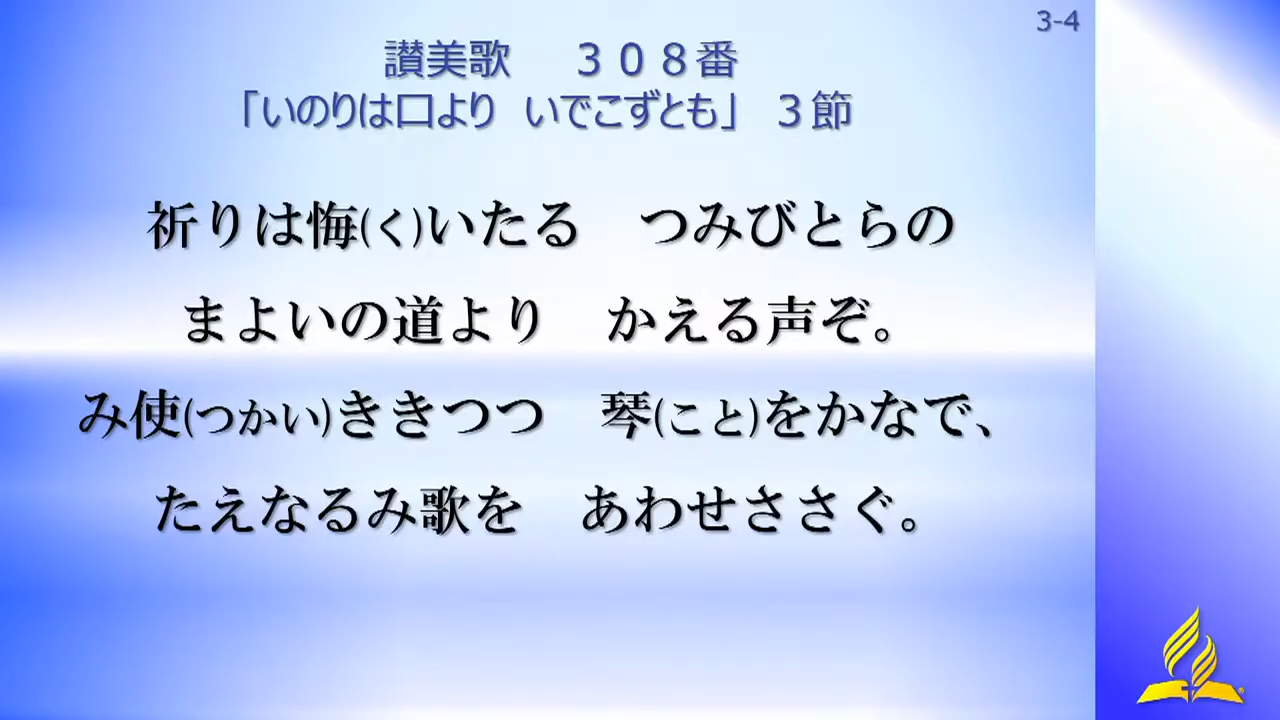 3-4
讃美歌　３０８番
「いのりは口より　いでこずとも」　３節
祈りは悔(く)いたる　つみびとらの
まよいの道より　かえる声ぞ。
み使(つかい)ききつつ　琴(こと)をかなで、
たえなるみ歌を　あわせささぐ。